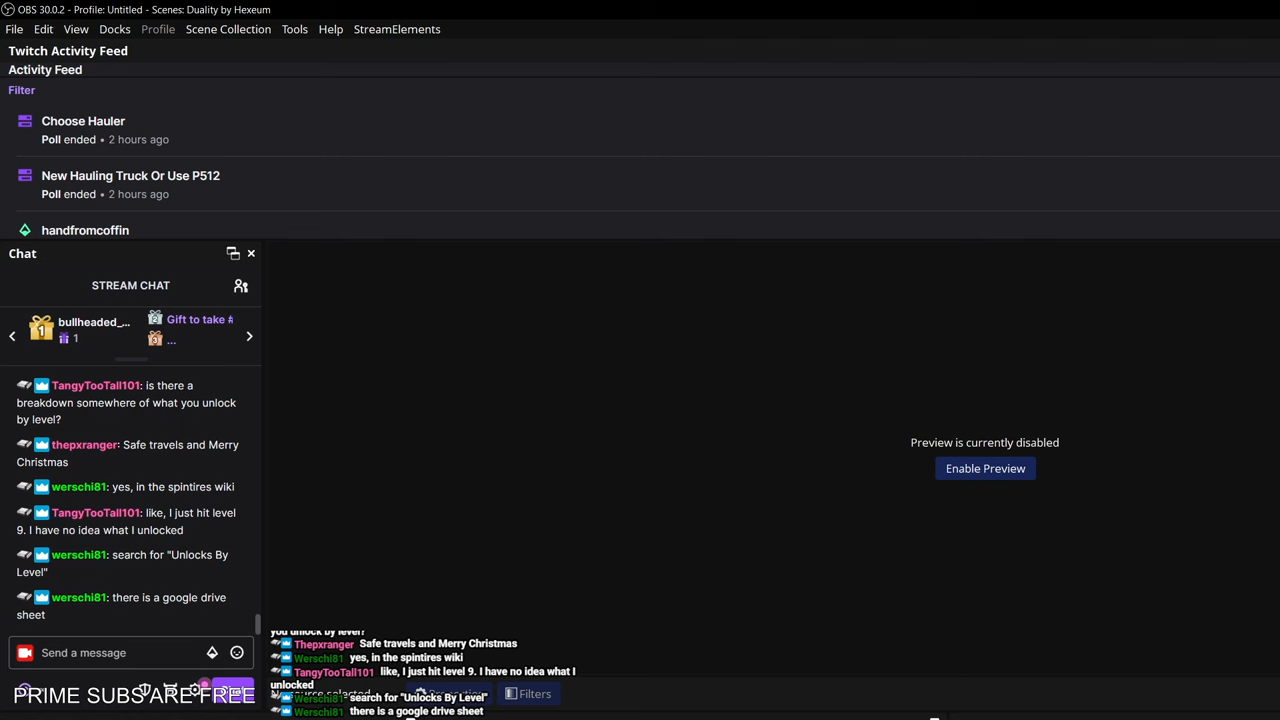 OBS 30.0.2 - Profile: Untitled - Scenes: Duality by Hexeum
File Edit View Docks Profile Scene Collection Tools Help StreamElements
Twitch Activity Feed
Activity Feed
Filter
Choose Hauler
Poll ended • 2 hours ago
New Hauling Truck Or Use P512
Poll ended • 2 hours ago
handfromcoffin
Chat
STREAM CHAT
1 bullheaded_...
1
2 Gift to take #
3 ...
TangyTooTall101: is there a
breakdown somewhere of what you unlock
by level?
thepxranger: Safe travels and Merry
Christmas
werschi81: yes, in the spintires wiki
TangyTooTall101: like, I just hit level
9. I have no idea what I unlocked
werschi81: search for "Unlocks By
Level"
werschi81: there is a google drive
sheet
Send a message
PRIME SUBS ARE FREE
Preview is currently disabled
Enable Preview
you unlock by level?
Thepxranger Safe travels and Merry Christmas
Werschi81 yes, in the spintires wiki
TangyTooTall101 like, I just hit level 9. I have no idea what I
unlocked
Werschi81 search for "Unlocks By Level"
Werschi81 there is a google drive sheet
Filters